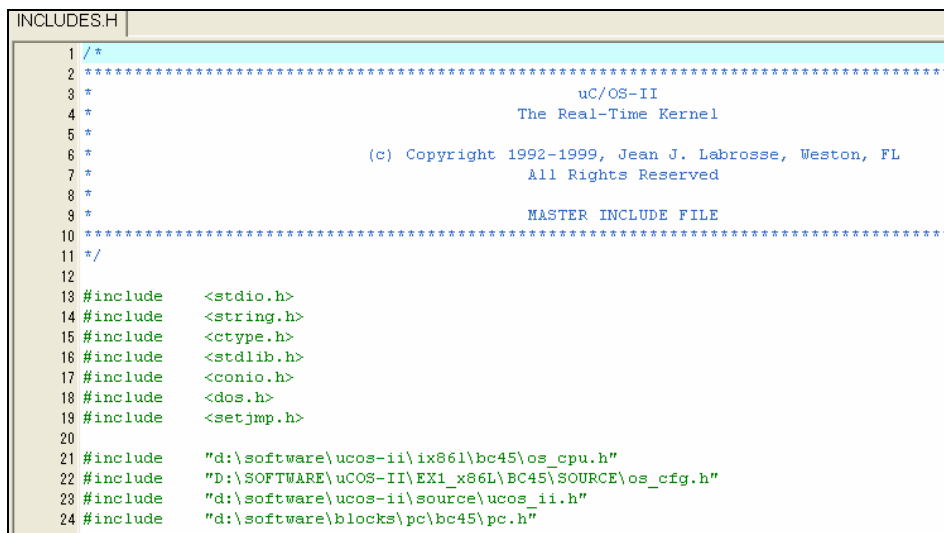 INCLUDES.H
1 /*
2 *************************************************************************************
3 * uC/OS-II
4 * The Real-Time Kernel
5 *
6 * (c) Copyright 1992-1999, Jean J. Labrosse, Weston, FL
7 * All Rights Reserved
8 *
9 * MASTER INCLUDE FILE
10 *************************************************************************************
11 */
12
13 #include <stdio.h>
14 #include <string.h>
15 #include <ctype.h>
16 #include <stdlib.h>
17 #include <conio.h>
18 #include <dos.h>
19 #include <setjmp.h>
20
21 #include "d:\software\ucos-ii\ix86l\bc45\os_cpu.h"
22 #include "D:\SOFTWARE\uCOS-II\EX1_x86L\BC45\SOURCE\os_cfg.h"
23 #include "d:\software\ucos-ii\source\ucos_ii.h"
24 #include "d:\software\blocks\pc\bc45\pc.h"